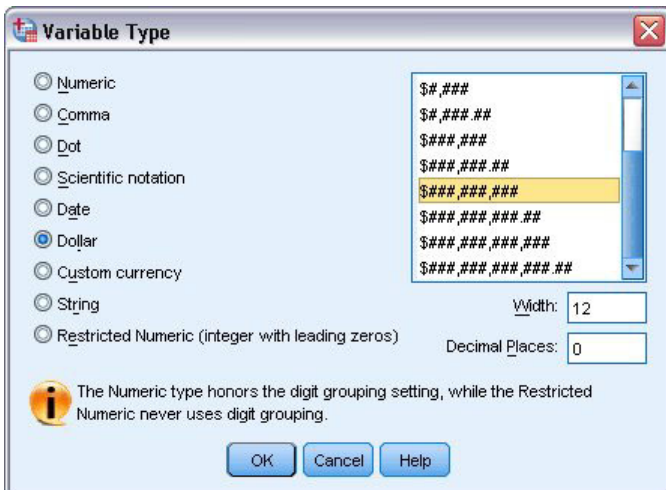 Variable Type
Numeric
Comma
Dot
Scientific notation
Date
Dollar
Custom currency
String
Restricted Numeric (integer with leading zeros)
$#,###
$#,###.##
$###,###
$###,###.##
$###,###,###
$###,###,###.##
$###,###,###,###
$###,###,###,###.##
Width: 12
Decimal Places: 0
The Numeric type honors the digit grouping setting, while the Restricted
Numeric never uses digit grouping.
OK Cancel Help